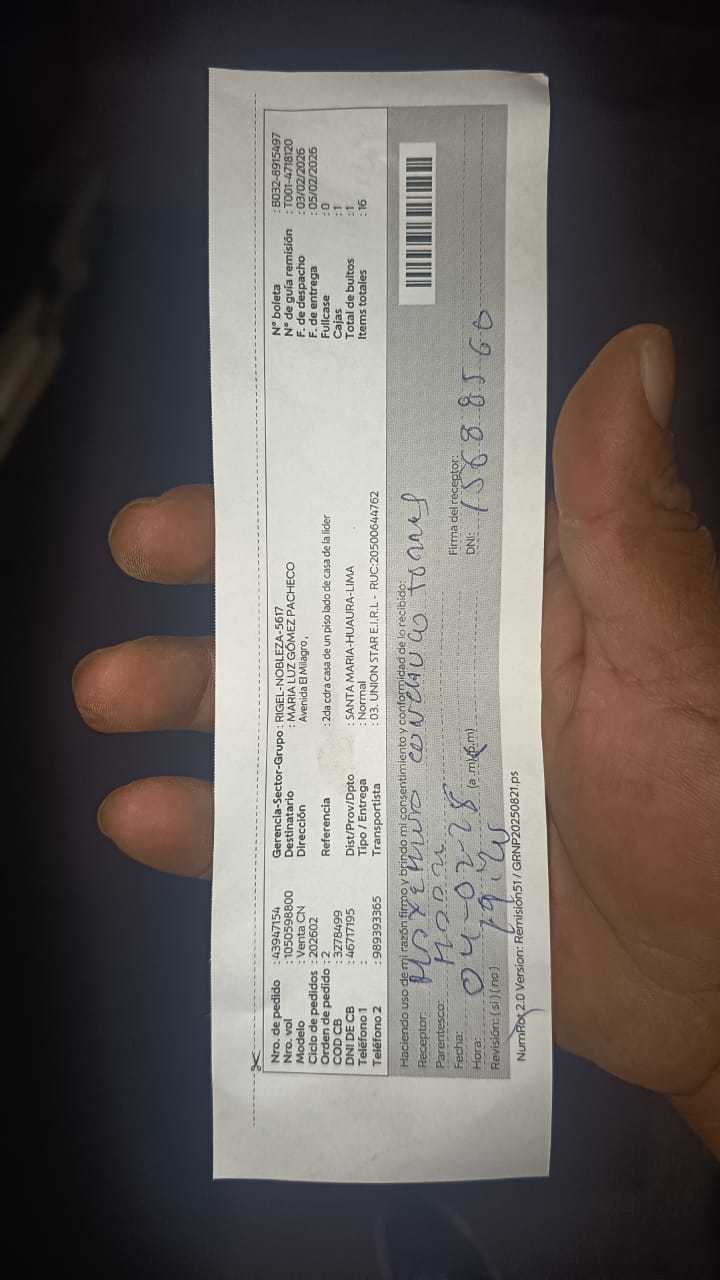 Nro. de pedido : 43947154
Nro. vol : 1050598800
Modelo : Venta CN
Ciclo de pedidos : 202602
Orden de pedido : 2
COD CB : 3278499
DNI DE CB : 46717195
Teléfono 1 :
Teléfono 2 : 989393365
Gerencia-Sector-Grupo : RIGEL-NOBLEZA-5617
Destinatario : MARIA LUZ GÓMEZ PACHECO
Dirección Avenida El Milagro ,
Referencia : 2da cdra casa de un piso lado de casa de la lider
Dist/Prov/Dpto : SANTA MARIA-HUAURA-LIMA
Tipo / Entrega : Normal
Transportista : 03. UNION STAR E.I.R.L - RUC:20500644762
N° boleta : B032-8915497
N° de guía remisión : T001-4718120
F. de despacho : 03/02/2026
F. de entrega : 05/02/2026
Fullcase : 0
Cajas : 1
Total de bultos : 1
Items totales : 16
Haciendo uso de mi razón firmo y brindo mi consentimiento y conformidad de lo recibido:
Receptor: Torres
Parentesco:
Fecha: 04-02-28
Hora: (a.m)(p.m)
Revisión: ( si ) ( no )
Firma del receptor:
DNI: 15688560
NumRot 2.0 Version: Remision51 / GRNP20250821.ps